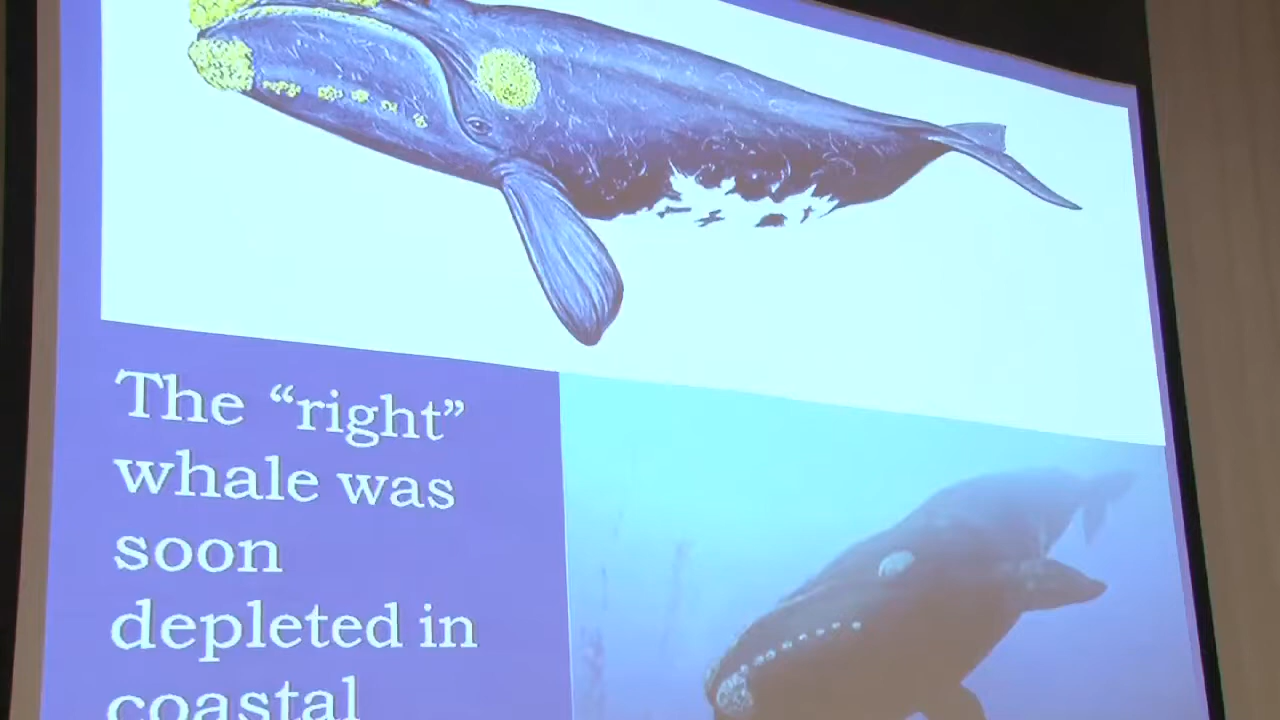 The “right”
whale was
soon
depleted in
coastal